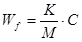 W_f = K/M · C